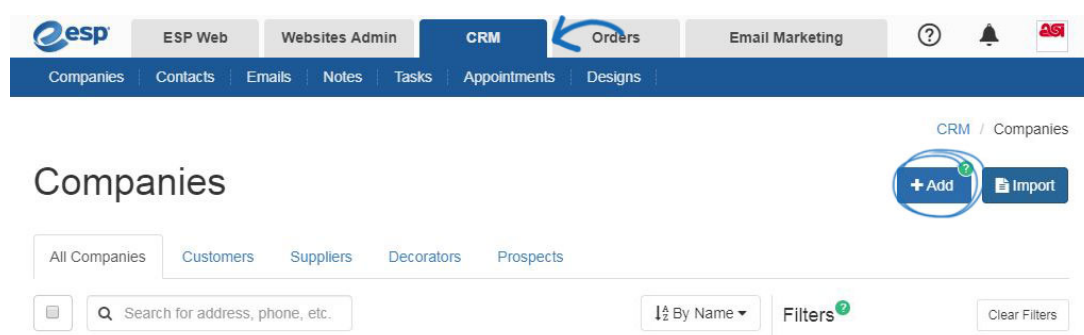 esp ESP Web Websites Admin CRM Orders Email Marketing ? ASI
Companies Contacts Emails Notes Tasks Appointments Designs
CRM / Companies
Companies
+ Add ? Import
All Companies Customers Suppliers Decorators Prospects
Search for address, phone, etc. By Name Filters ? Clear Filters